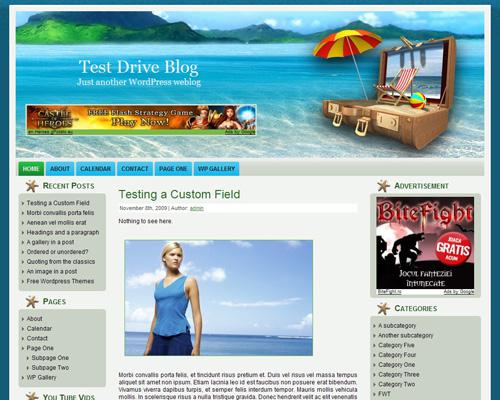 Test Drive Blog
Just another WordPress weblog
CASTLE of HEROES
FREE Flash Strategy Game
Play Now!
Ads by Google
HOME ABOUT CALENDAR CONTACT PAGE ONE WP GALLERY
RECENT POSTS
Testing a Custom Field
Morbi convallis porta felis
Aenean vel mollis erat
Headings and a paragraph
A gallery in a post
Ordered or unordered?
Quoting from the classics
An image in a post
Free Wordpress Themes
PAGES
About
Calendar
Contact
Page One
Subpage One
Subpage Two
WP Gallery
YOU TUBE VIDS
Testing a Custom Field
November 8th, 2009 | Author: admin
Nothing to see here.
Morbi convallis porta felis, et tincidunt risus pretium et. Duis vel risus vel massa tempus
aliquet sit amet non ipsum. Etiam lacinia leo id est faucibus non posuere erat bibendum.
Vivamus viverra dapibus turpis, et semper felis interdum tempor. Mauris mollis vehicula
mollis. In scelerisque risus a nulla tristique gravida. Donec hendrerit velit ac elit venenatis
ADVERTISEMENT
BiteFight
JOACA
GRATIS
ACUM
JOCUL FANTEZIEI
INTUNECATE
BiteFight.ro Ads by Google
CATEGORIES
A subcategory
Another subcategory
Category Five
Category Four
Category One
Category Three
Category Two
FWT